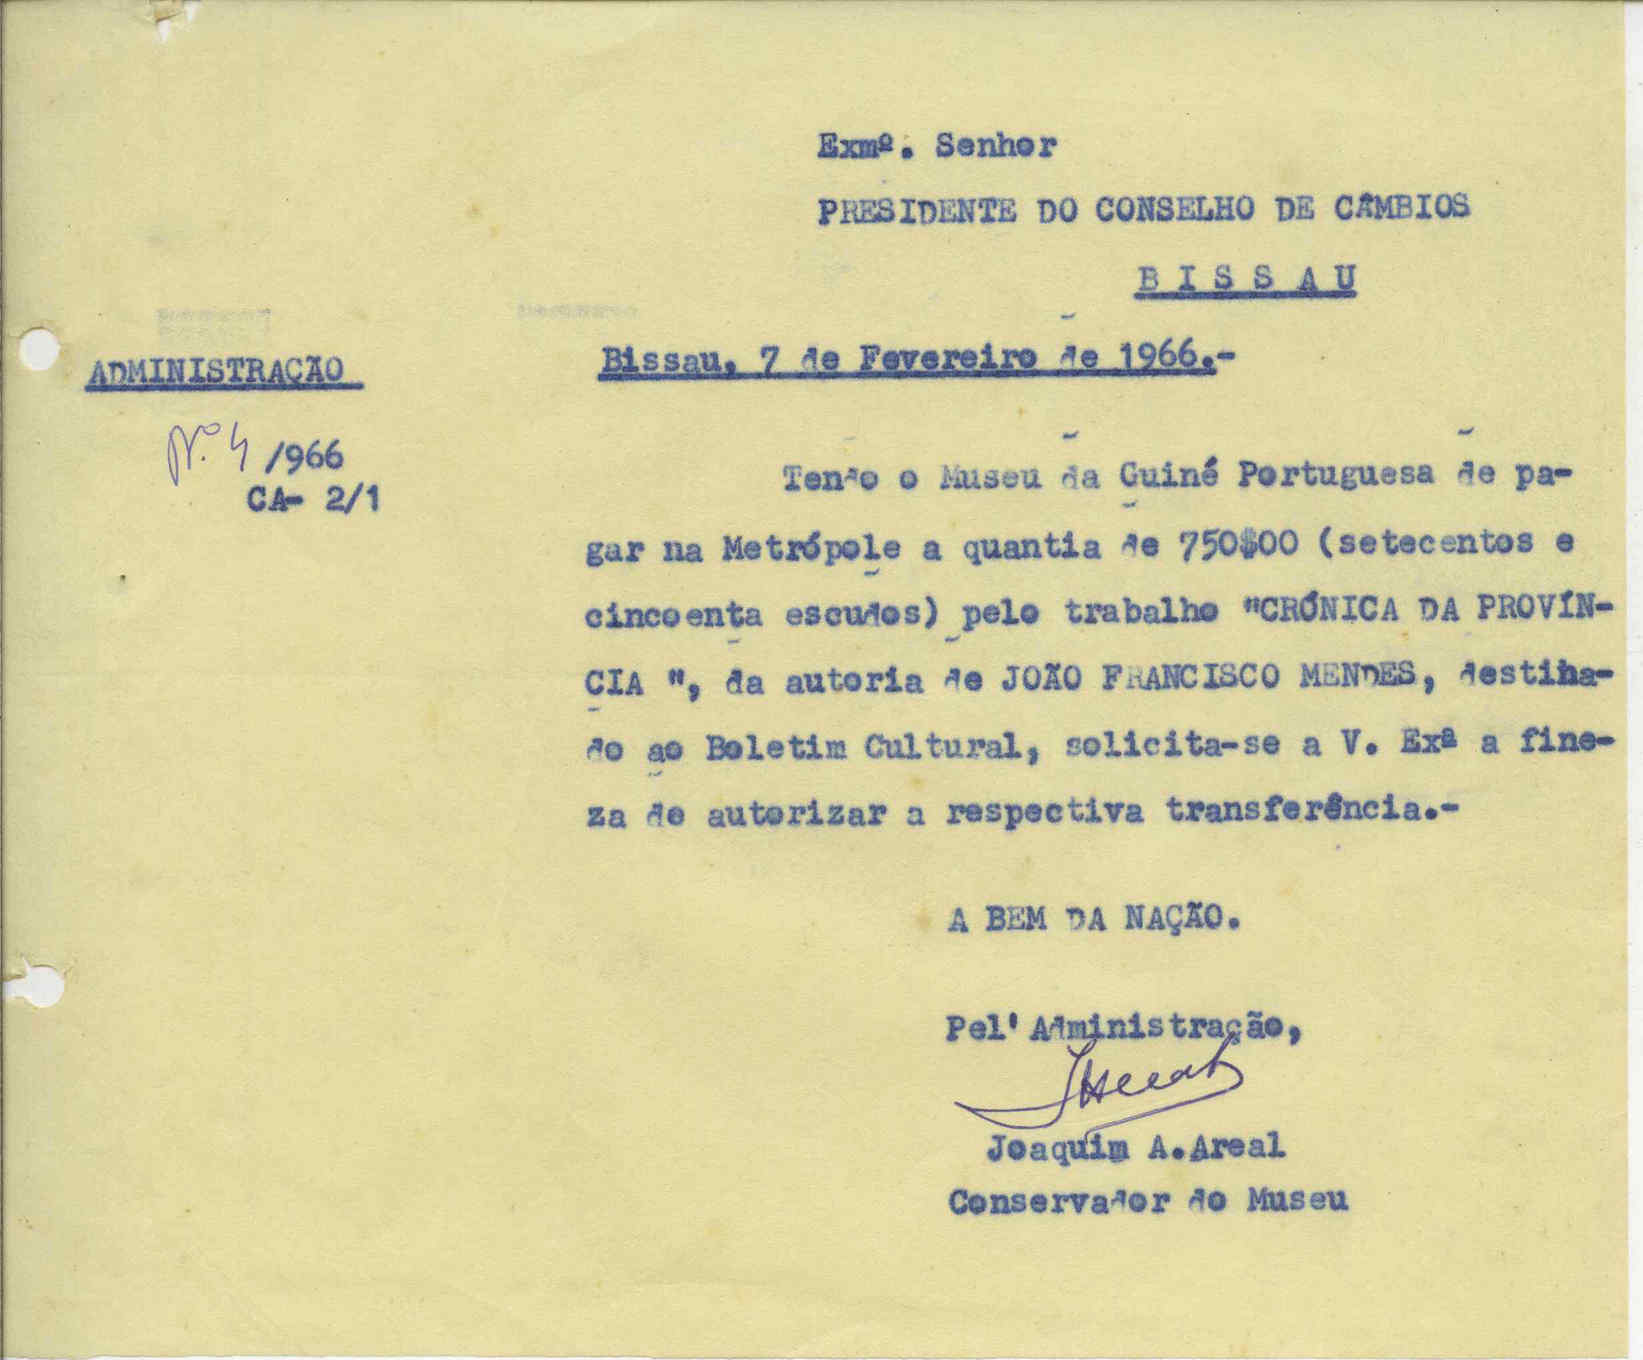 Exmº. Senhor
PRESIDENTE DO CONSELHO DE CÂMBIOS
B I S S A U
ADMINISTRAÇÃO
Bissau, 7 de Fevereiro de 1966.-
Nº. 4 /966
CA- 2/1
Tendo o Museu da Guiné Portuguesa de pa-
gar na Metrópole a quantia de 750$00 (setecentos e
cincoenta escudos) pelo trabalho "CRÓNICA DA PROVÍN-
CIA ", da autoria de JOÃO FRANCISCO MENDES, destina-
do ao Boletim Cultural, solicita-se a V. Exª a fine-
za de autorizar a respectiva transferência.-
A BEM DA NAÇÃO.
Pel' Administração,
Joaquim A.Areal
Conservador do Museu